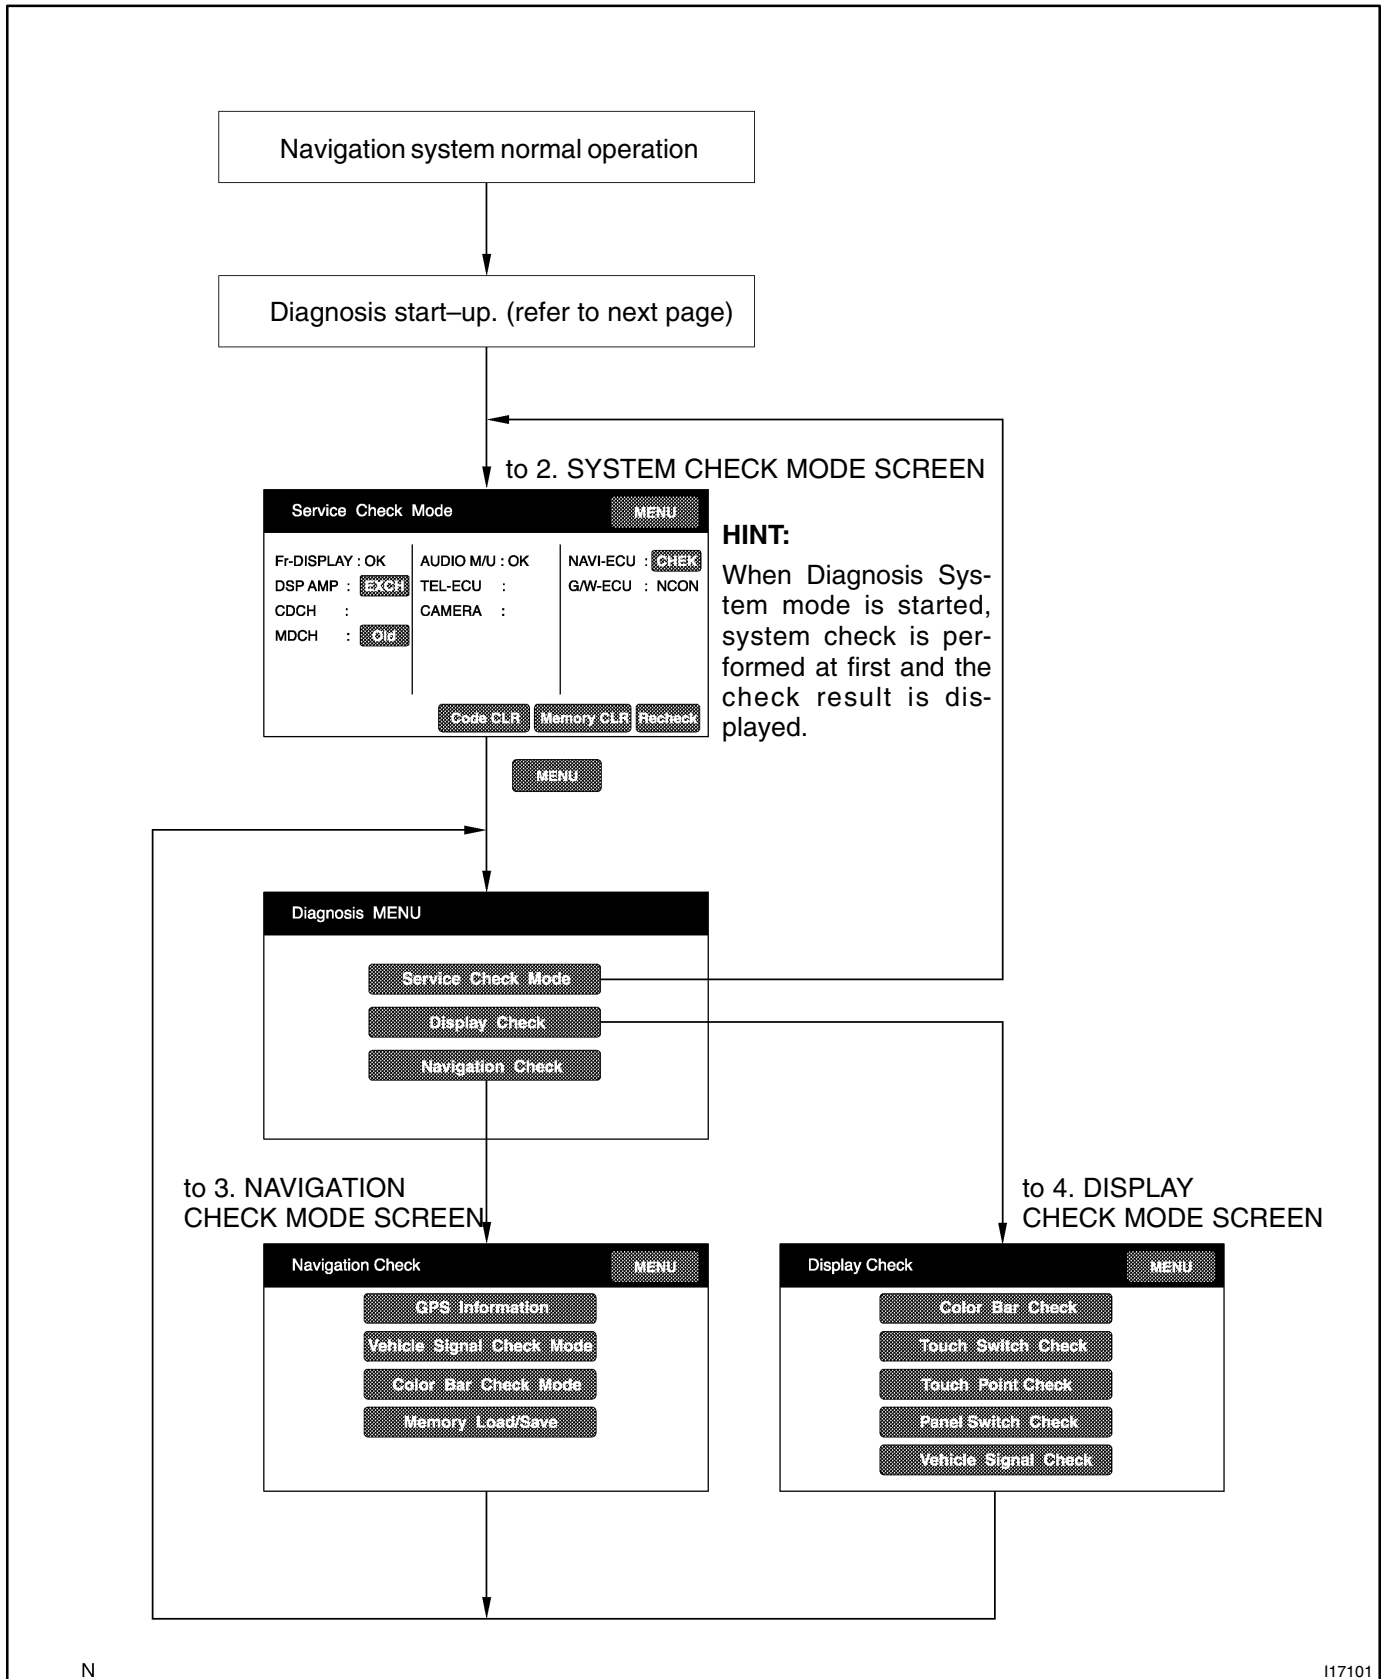 Navigation system normal operation
Diagnosis start–up. (refer to next page)
to 2. SYSTEM CHECK MODE SCREEN
Service Check Mode MENU
Fr-DISPLAY : OK AUDIO M/U : OK NAVI-ECU : CHEK
DSP AMP : EXCH TEL-ECU : G/W-ECU : NCON
CDCH : CAMERA :
MDCH : Old
Code CLR Memory CLR Recheck
HINT:
When Diagnosis Sys-
tem mode is started,
system check is per-
formed at first and the
check result is dis-
played.
MENU
Diagnosis MENU
Service Check Mode
Display Check
Navigation Check
to 3. NAVIGATION
CHECK MODE SCREEN
Navigation Check MENU
GPS Information
Vehicle Signal Check Mode
Color Bar Check Mode
Memory Load/Save
to 4. DISPLAY
CHECK MODE SCREEN
Display Check MENU
Color Bar Check
Touch Switch Check
Touch Point Check
Panel Switch Check
Vehicle Signal Check
N
I17101